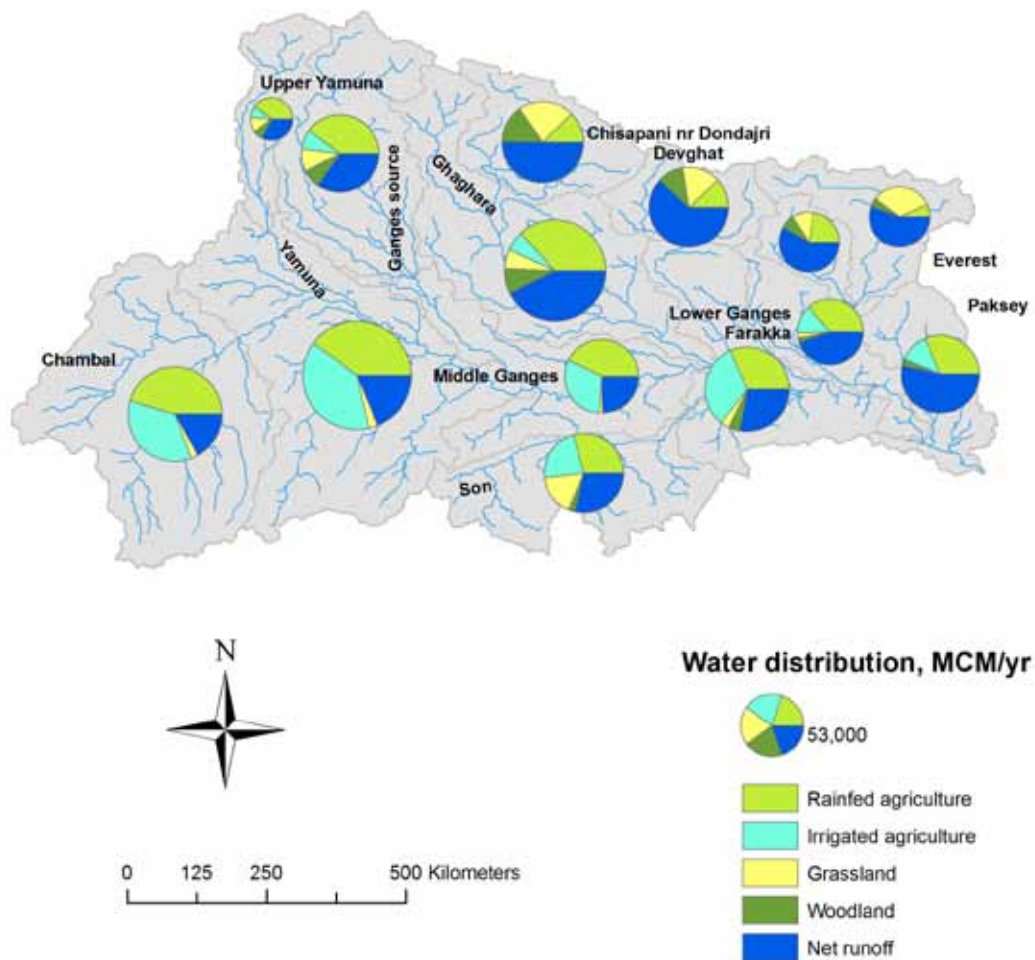 Upper Yamuna
Chisapani nr Dondajri
Devghat
Ghaghara
Ganges source
Yamuna
Everest
Paksey
Lower Ganges
Farakka
Chambal
Middle Ganges
Son
N
Water distribution, MCM/yr
53,000
Rainfed agriculture
Irrigated agriculture
Grassland
Woodland
Net runoff
0 125 250 500 Kilometers